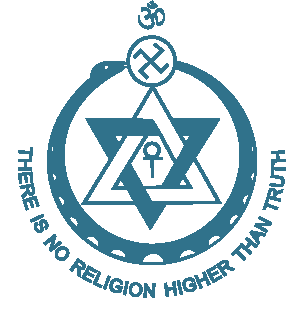 ॐ
THERE IS NO RELIGION HIGHER THAN TRUTH